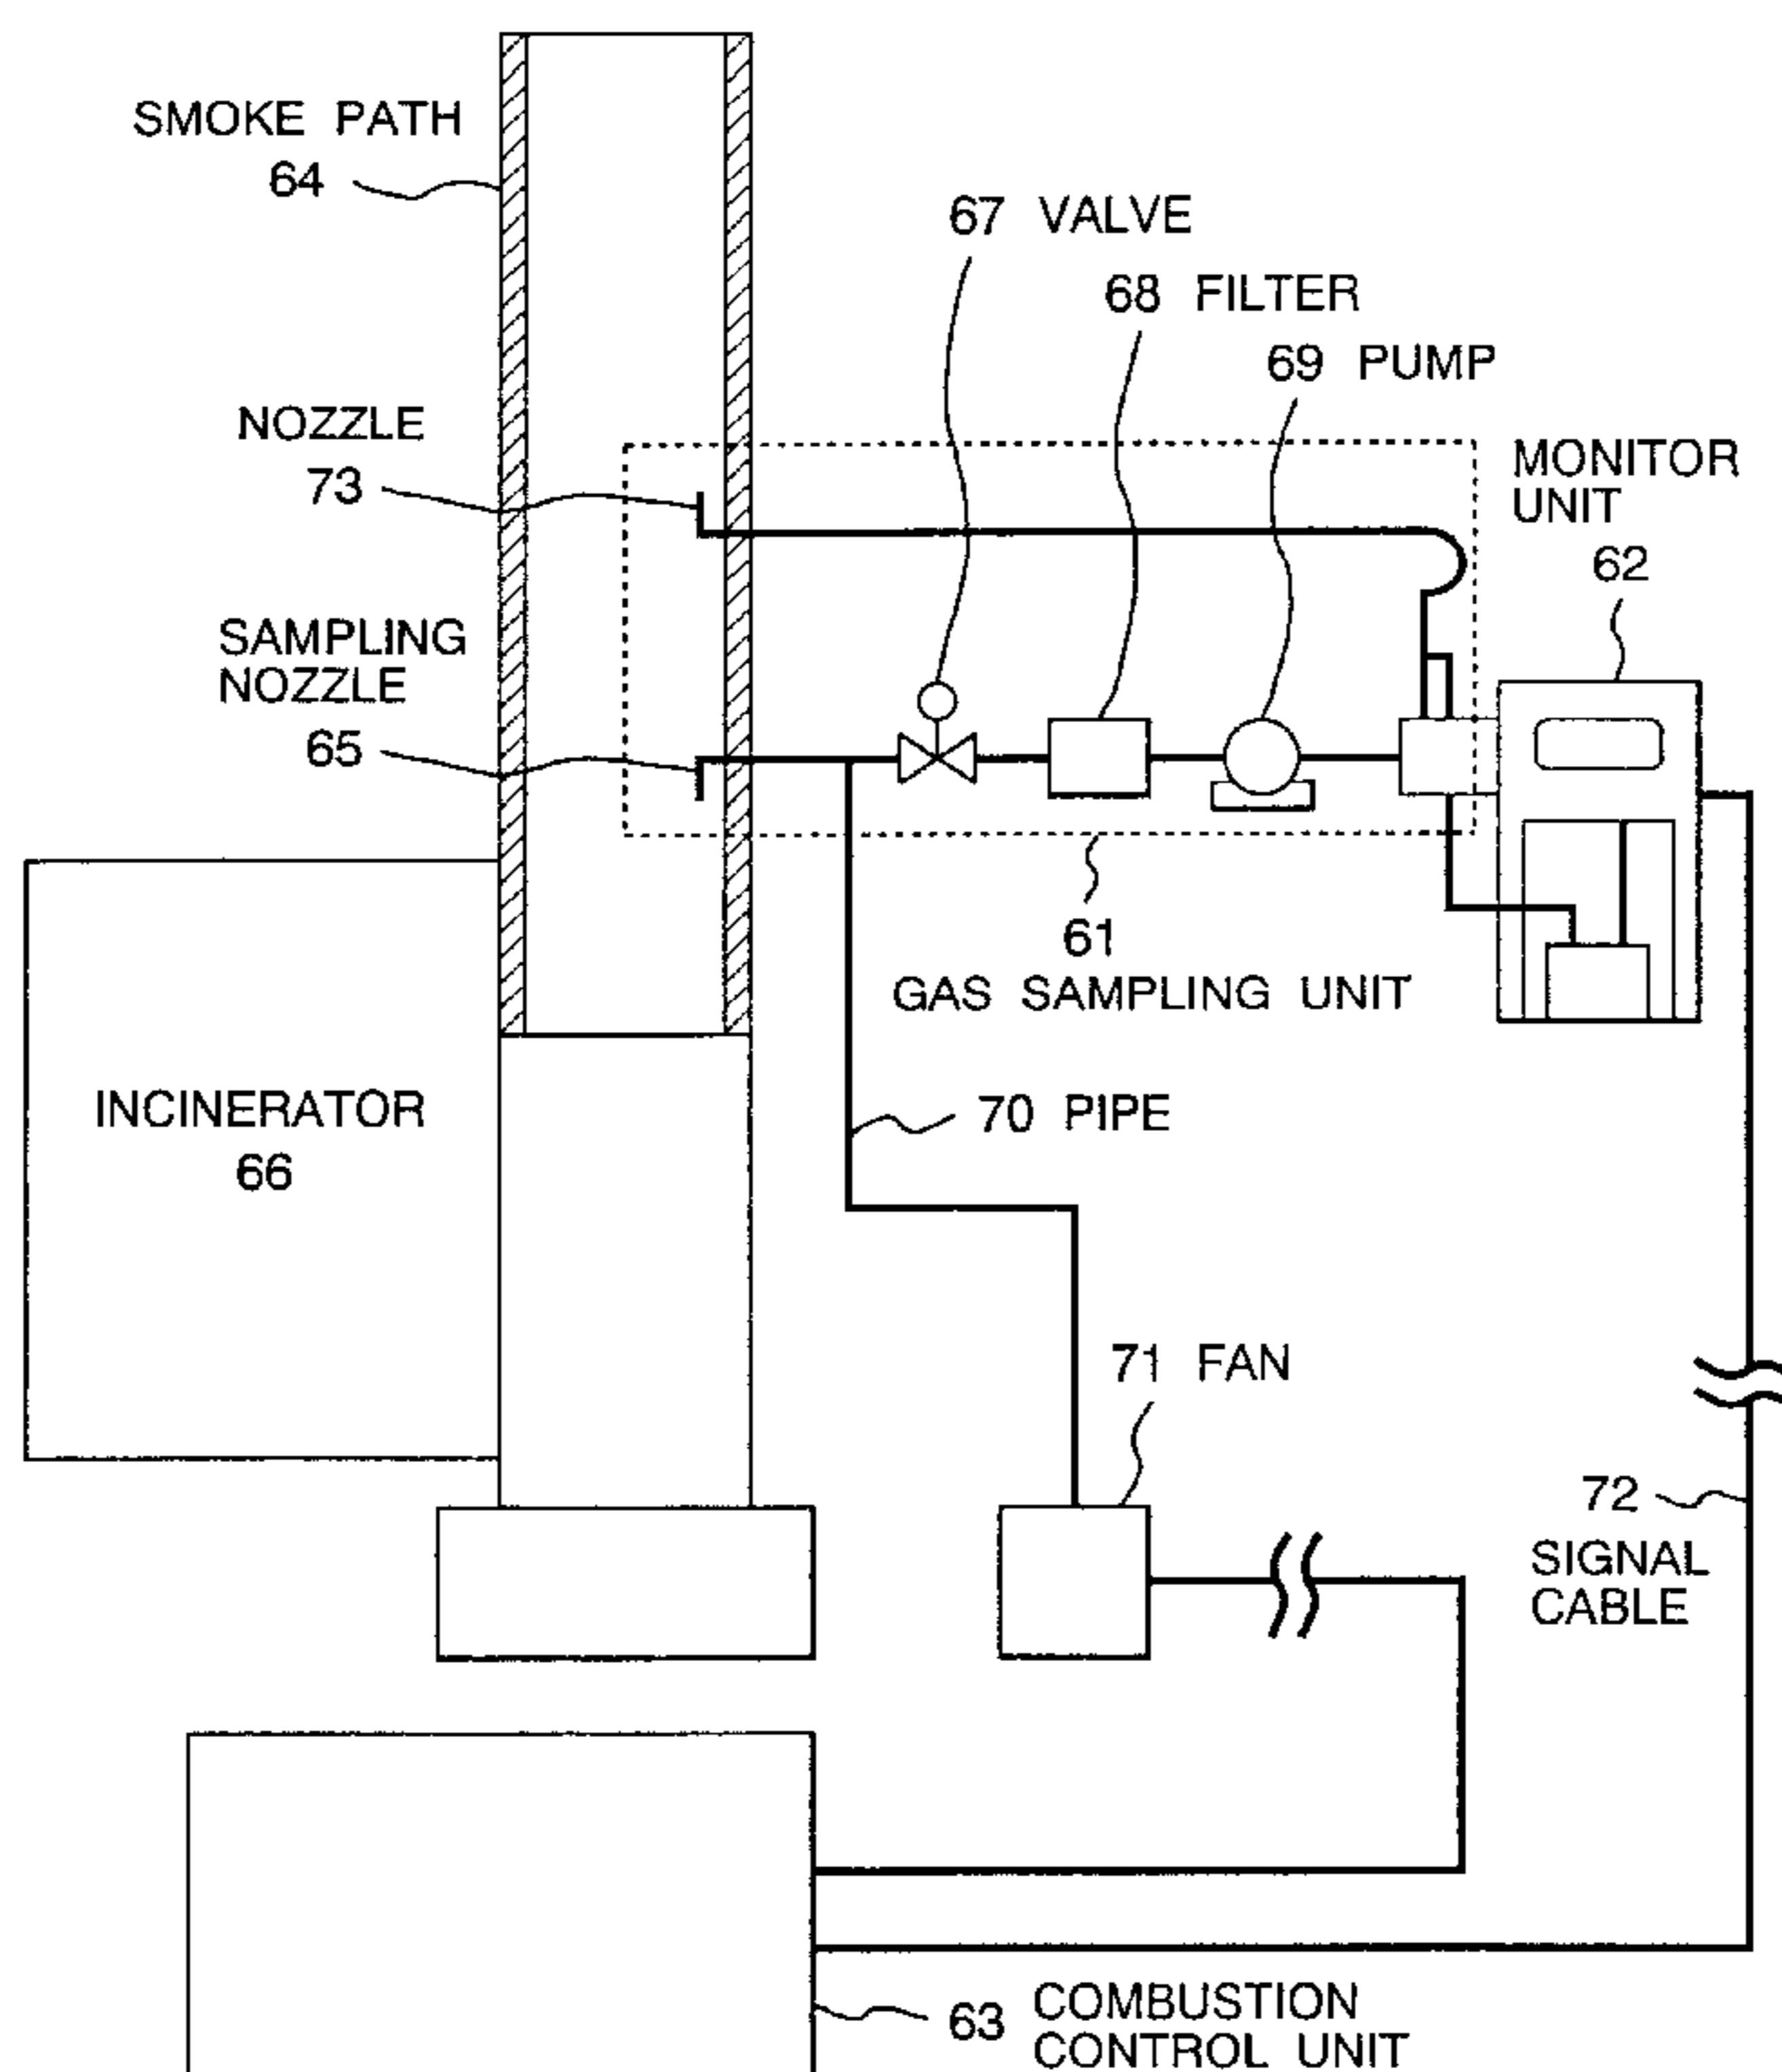 SMOKE PATH
64
67 VALVE
68 FILTER
69 PUMP
NOZZLE
73
MONITOR
UNIT
62
SAMPLING
NOZZLE
65
61
GAS SAMPLING UNIT
INCINERATOR
66
70 PIPE
71 FAN
72
SIGNAL
CABLE
63 COMBUSTION
CONTROL UNIT